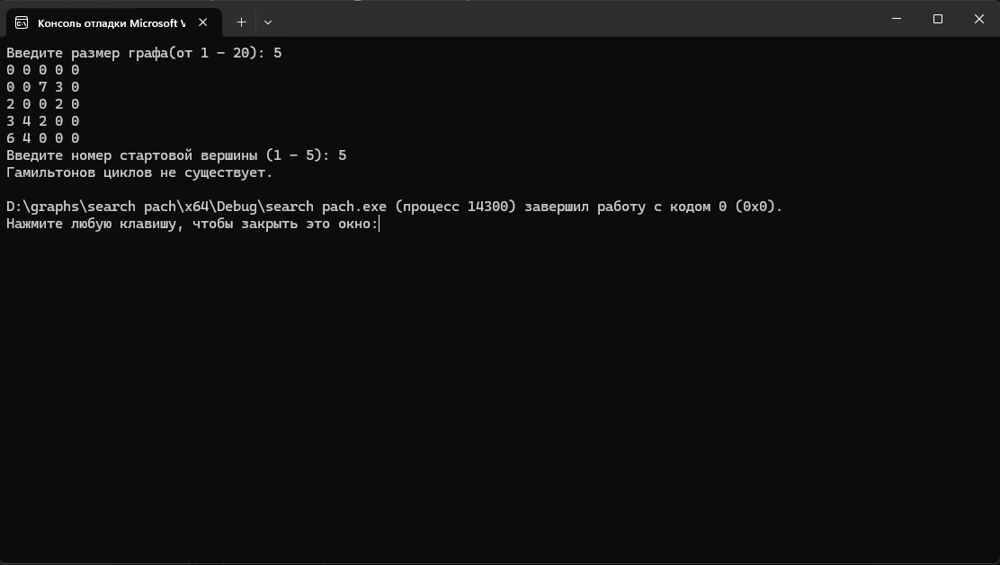 Консоль отладки Microsoft V
Введите размер графа(от 1 - 20): 5
0 0 0 0 0
0 0 7 3 0
2 0 0 2 0
3 4 2 0 0
6 4 0 0 0
Введите номер стартовой вершины (1 - 5): 5
Гамильтонов циклов не существует.
D:\graphs\search pach\x64\Debug\search pach.exe (процесс 14300) завершил работу с кодом 0 (0x0).
Нажмите любую клавишу, чтобы закрыть это окно: